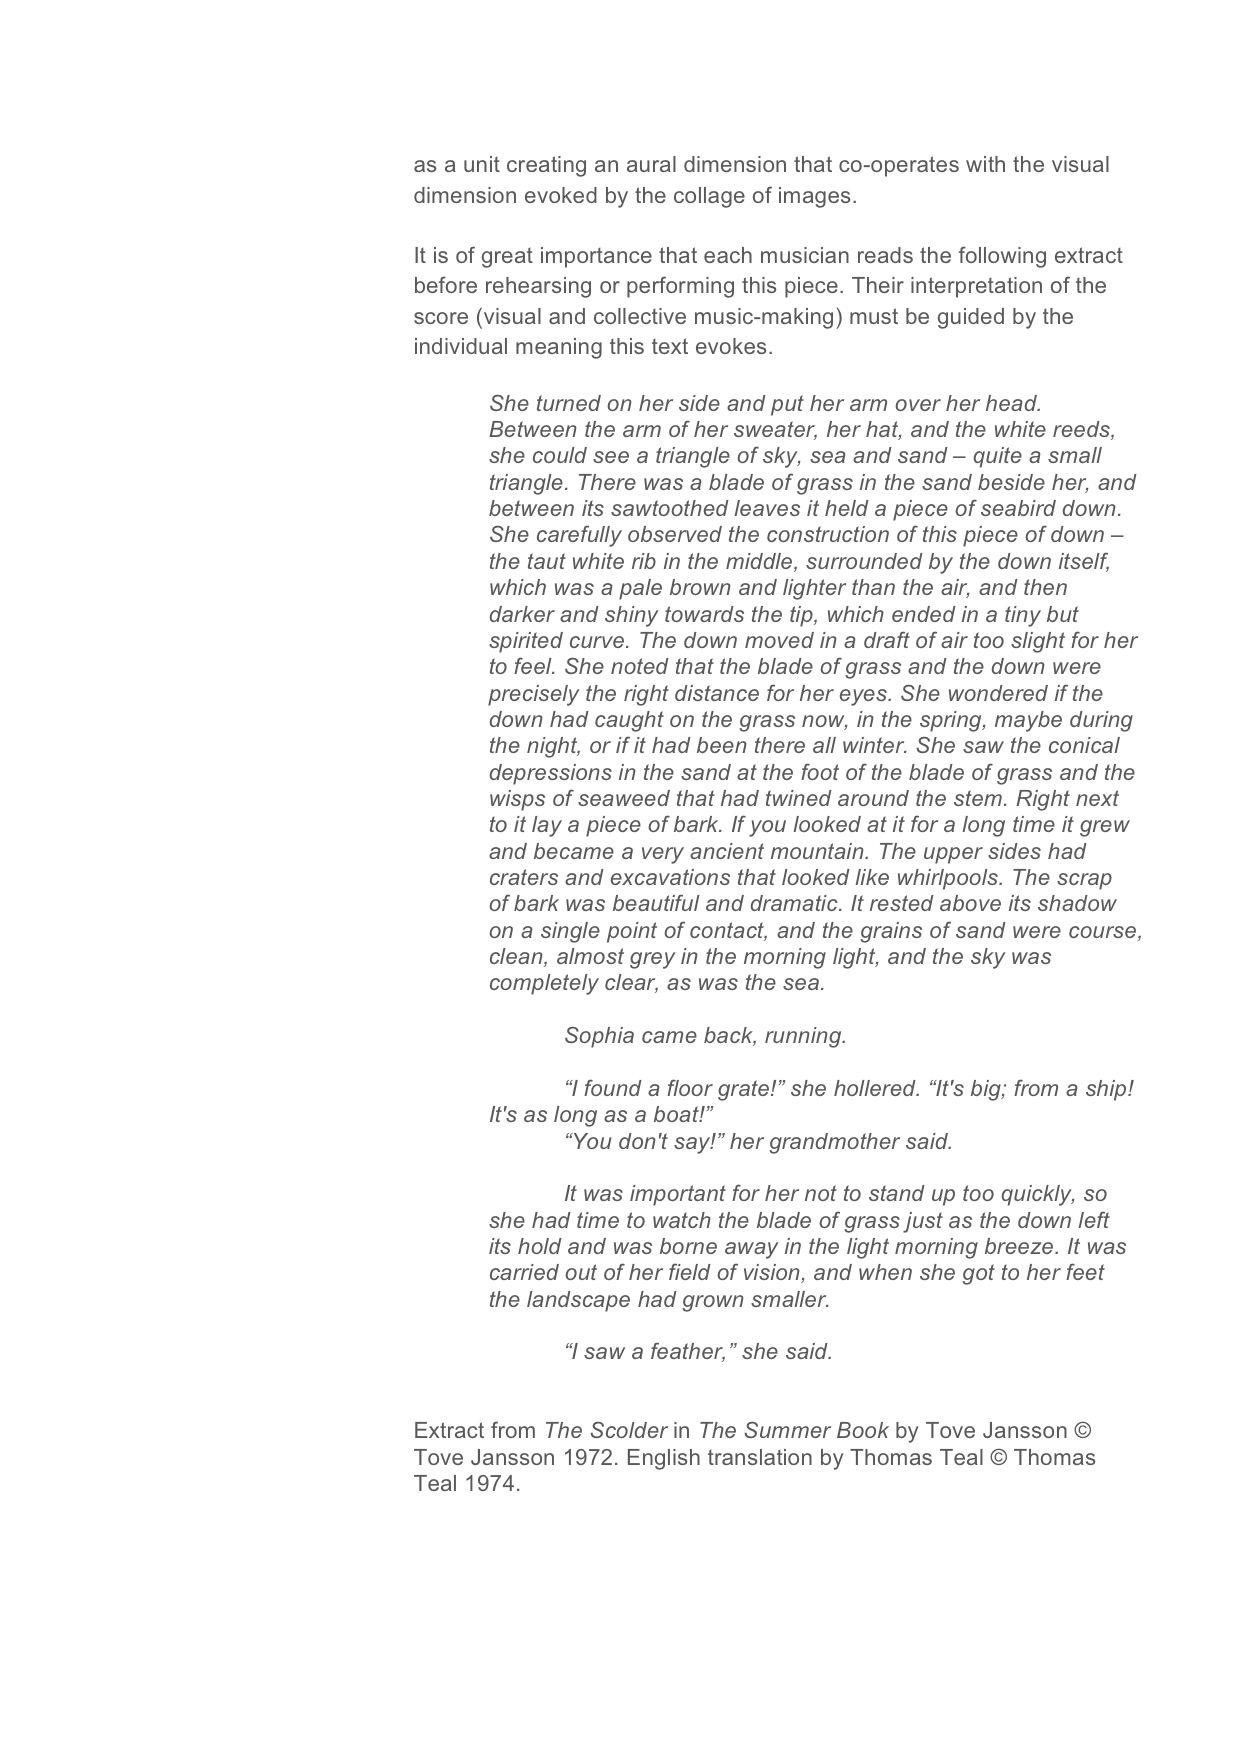 as a unit creating an aural dimension that co-operates with the visual
dimension evoked by the collage of images.
It is of great importance that each musician reads the following extract
before rehearsing or performing this piece. Their interpretation of the
score (visual and collective music-making) must be guided by the
individual meaning this text evokes.
She turned on her side and put her arm over her head.
Between the arm of her sweater, her hat, and the white reeds,
she could see a triangle of sky, sea and sand – quite a small
triangle. There was a blade of grass in the sand beside her, and
between its sawtoothed leaves it held a piece of seabird down.
She carefully observed the construction of this piece of down –
the taut white rib in the middle, surrounded by the down itself,
which was a pale brown and lighter than the air, and then
darker and shiny towards the tip, which ended in a tiny but
spirited curve. The down moved in a draft of air too slight for her
to feel. She noted that the blade of grass and the down were
precisely the right distance for her eyes. She wondered if the
down had caught on the grass now, in the spring, maybe during
the night, or if it had been there all winter. She saw the conical
depressions in the sand at the foot of the blade of grass and the
wisps of seaweed that had twined around the stem. Right next
to it lay a piece of bark. If you looked at it for a long time it grew
and became a very ancient mountain. The upper sides had
craters and excavations that looked like whirlpools. The scrap
of bark was beautiful and dramatic. It rested above its shadow
on a single point of contact, and the grains of sand were course,
clean, almost grey in the morning light, and the sky was
completely clear, as was the sea.
Sophia came back, running.
“I found a floor grate!” she hollered. “It's big; from a ship!
It's as long as a boat!”
“You don't say!” her grandmother said.
It was important for her not to stand up too quickly, so
she had time to watch the blade of grass just as the down left
its hold and was borne away in the light morning breeze. It was
carried out of her field of vision, and when she got to her feet
the landscape had grown smaller.
“I saw a feather,” she said.
Extract from The Scolder in The Summer Book by Tove Jansson ©
Tove Jansson 1972. English translation by Thomas Teal © Thomas
Teal 1974.